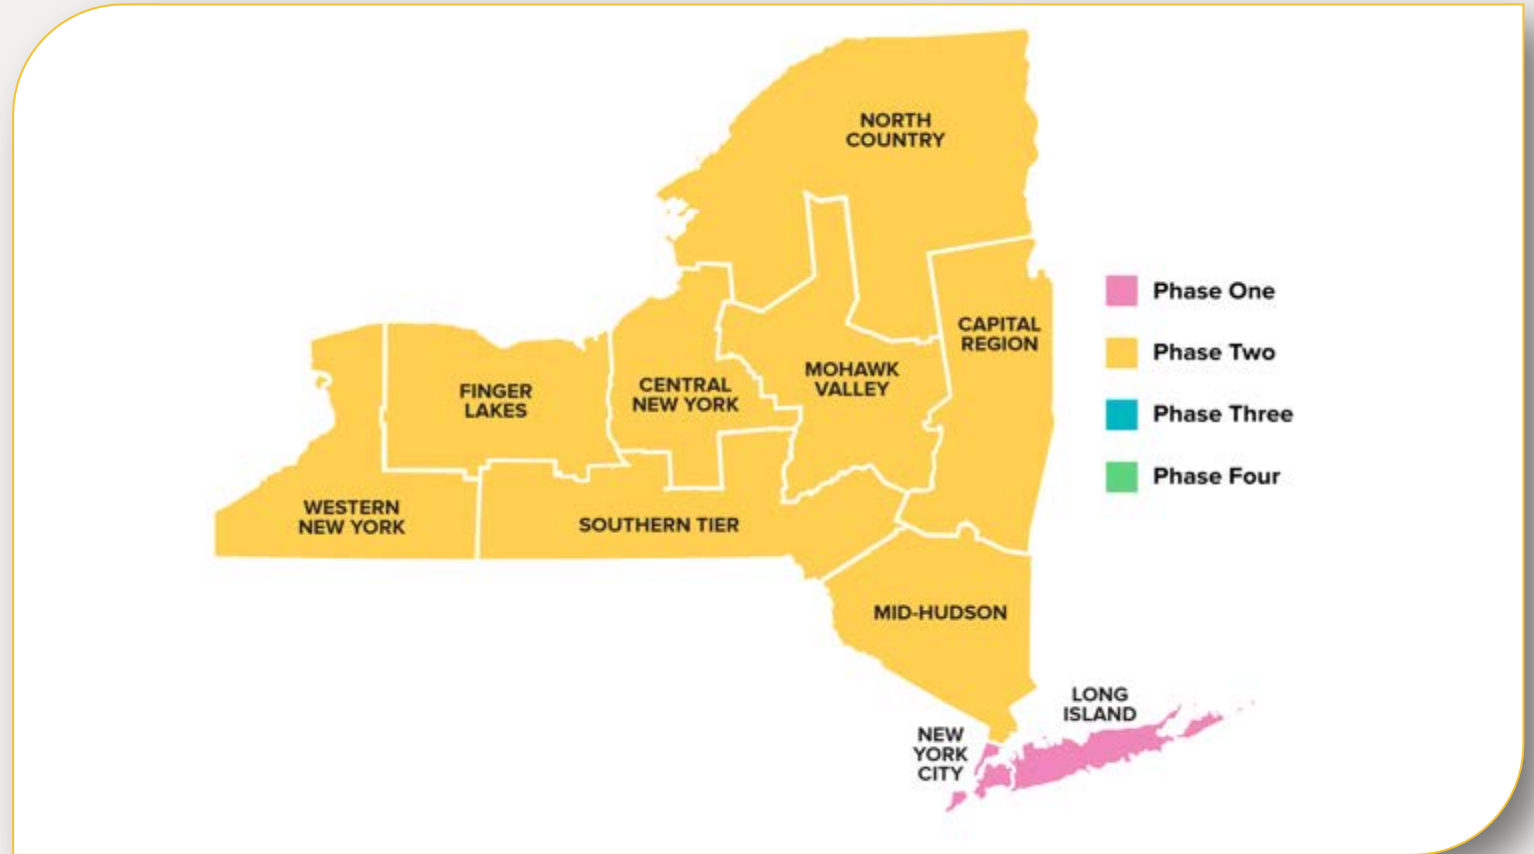 NORTH
COUNTRY
CAPITAL
REGION
MOHAWK
VALLEY
CENTRAL
NEW YORK
FINGER
LAKES
WESTERN
NEW YORK
SOUTHERN TIER
MID-HUDSON
LONG
ISLAND
NEW
YORK
CITY
Phase One
Phase Two
Phase Three
Phase Four